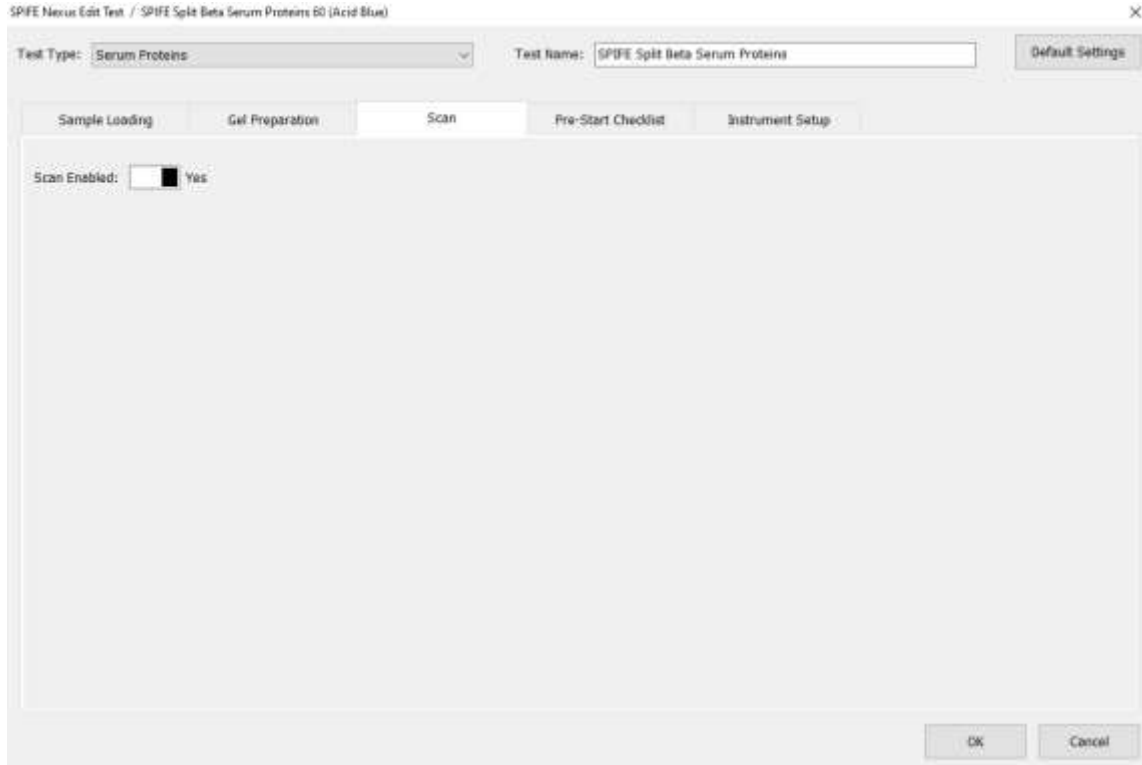 SPIFE Nexus Edit Test / SPIFE Split Beta Serum Proteins 60 (Acid Blue)
Test Type: Serum Proteins Test Name: SPIFE Split Beta Serum Proteins Default Settings
Sample Loading Gel Preparation Scan Pre-Start Checklist Instrument Setup
Scan Enabled: Yes
OK Cancel